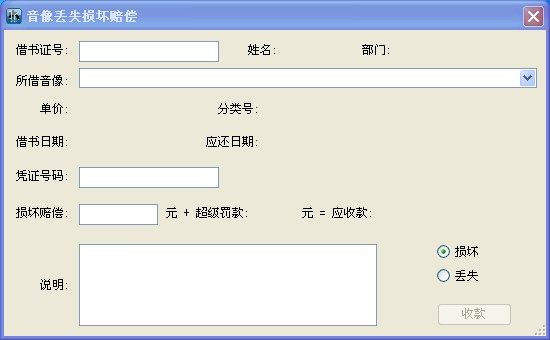 音像丢失损坏赔偿
借书证号: 姓名: 部门:
所借音像:
单价: 分类号:
借书日期: 应还日期:
凭证号码:
损坏赔偿: 元 + 超级罚款: 元 = 应收款:
损坏
丢失
说明:
收款